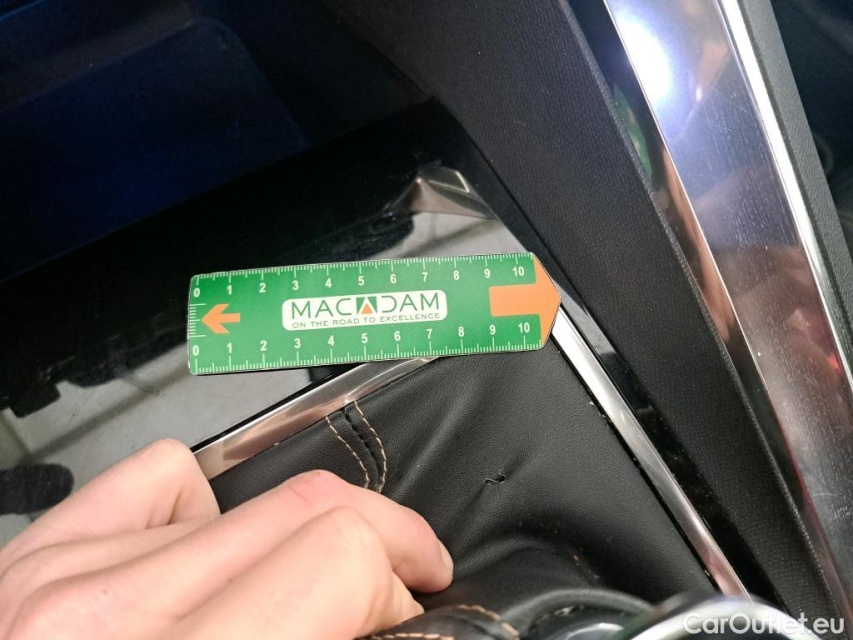 0 1 2 3 4 5 6 7 8 9 10
MACADAM
ON THE ROAD TO EXCELLENCE
0 1 2 3 4 5 6 7 8 9 10
CarOutlet.eu